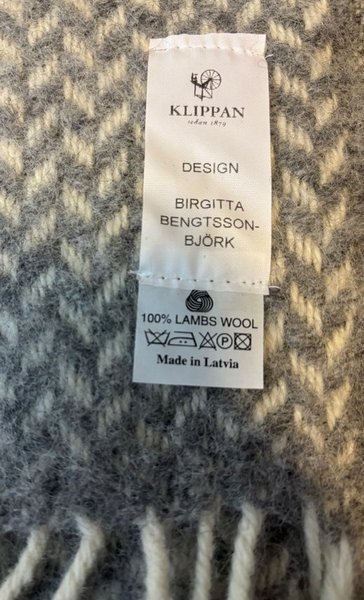 KLIPPAN
sedan 1879
DESIGN
BIRGITTA
BENGTSSON-
BJÖRK
100% LAMBS WOOL
P
Made in Latvia